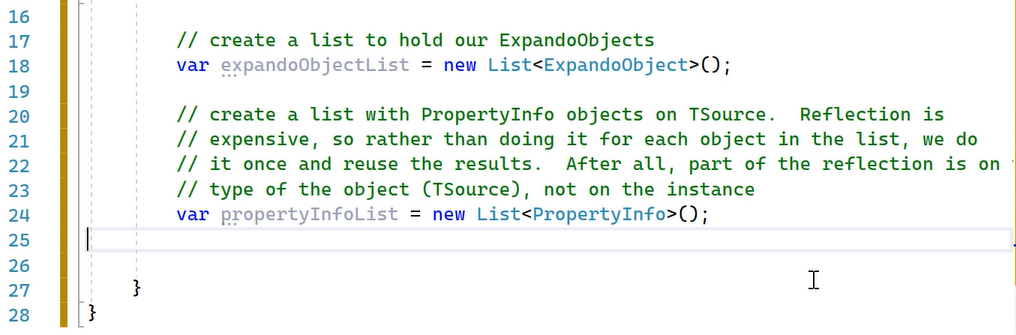 16
17 // create a list to hold our ExpandoObjects
18 var expandoObjectList = new List<ExpandoObject>();
19
20 // create a list with PropertyInfo objects on TSource.  Reflection is
21 // expensive, so rather than doing it for each object in the list, we do
22 // it once and reuse the results.  After all, part of the reflection is on
23 // type of the object (TSource), not on the instance
24 var propertyInfoList = new List<PropertyInfo>();
25
26
27 }
28 }